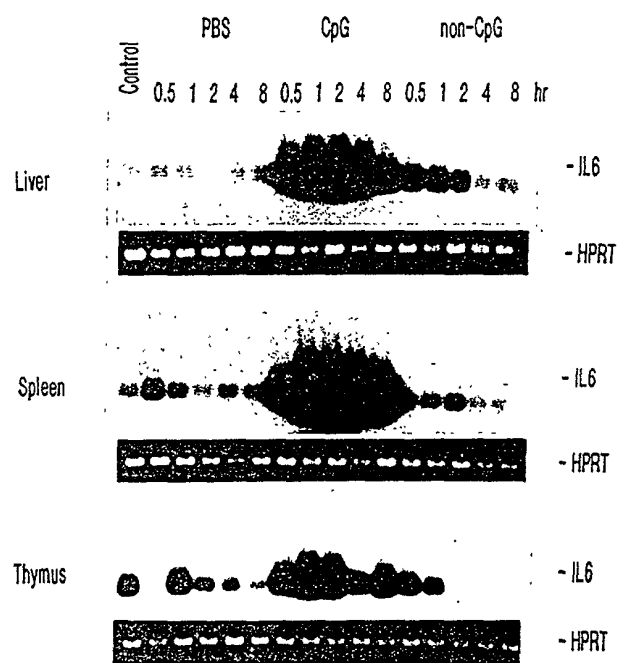 PBS CpG non-CpG
Control 0.5 1 2 4 8 0.5 1 2 4 8 0.5 1 2 4 8 hr
Liver - IL6
- HPRT
Spleen - IL6
- HPRT
Thymus - IL6
- HPRT